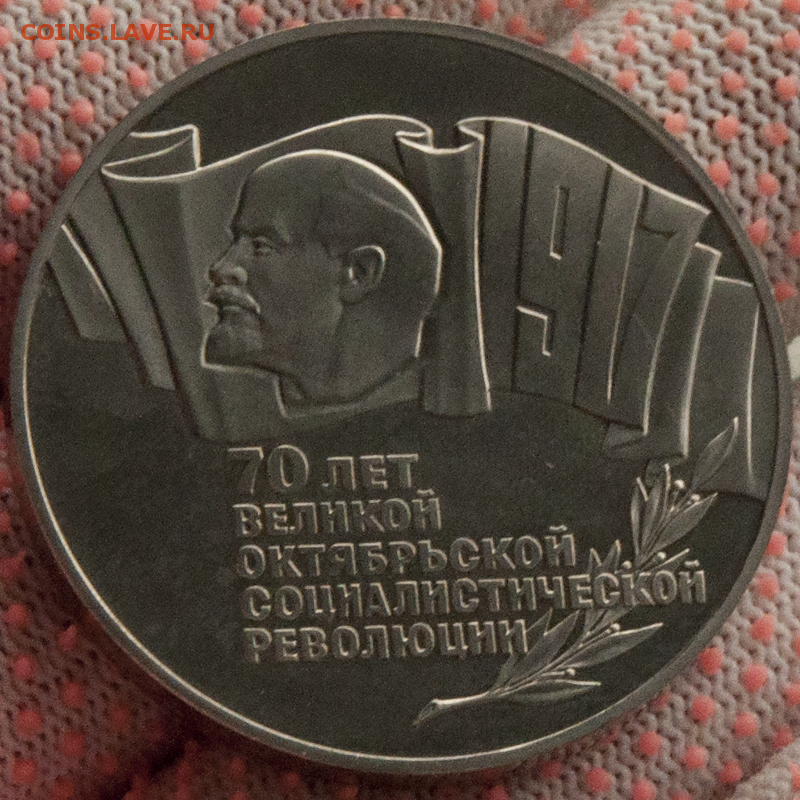 COINS.LAVE.RU
1917
70 ЛЕТ
ВЕЛИКОЙ
ОКТЯБРЬСКОЙ
СОЦИАЛИСТИЧЕСКОЙ
РЕВОЛЮЦИИ